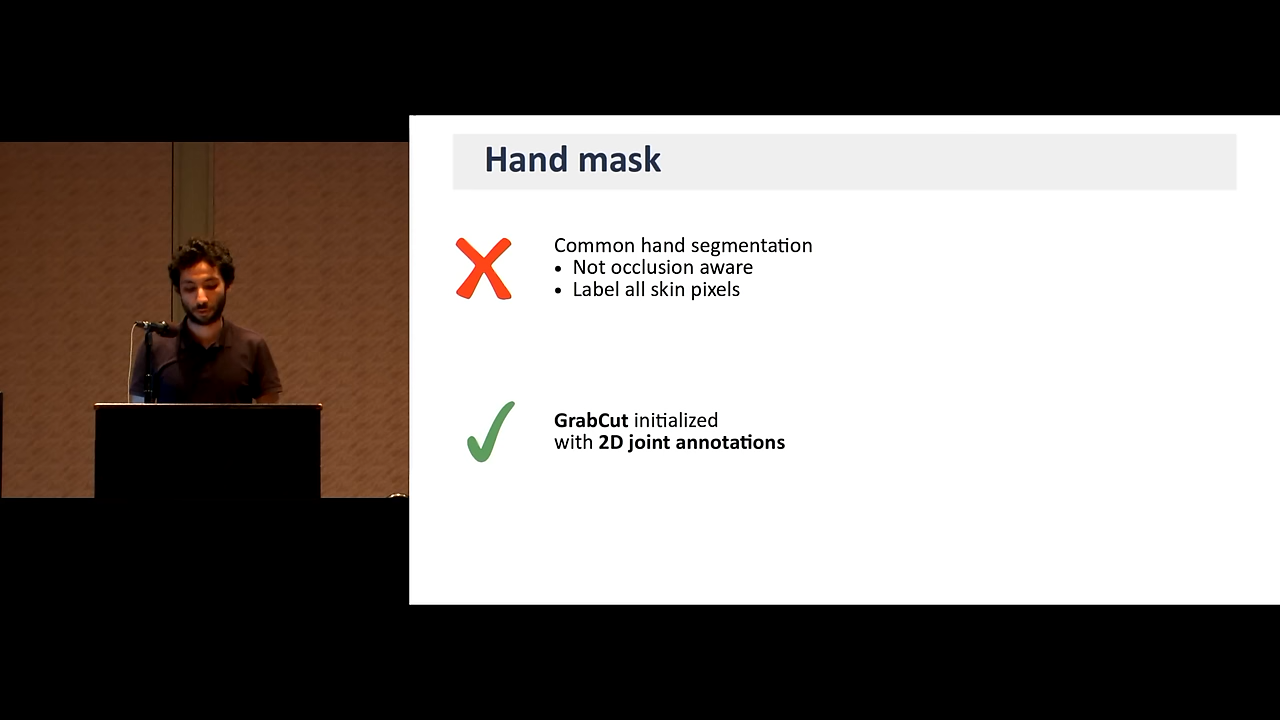 Hand mask
Common hand segmentation
• Not occlusion aware
• Label all skin pixels
GrabCut initialized
with 2D joint annotations